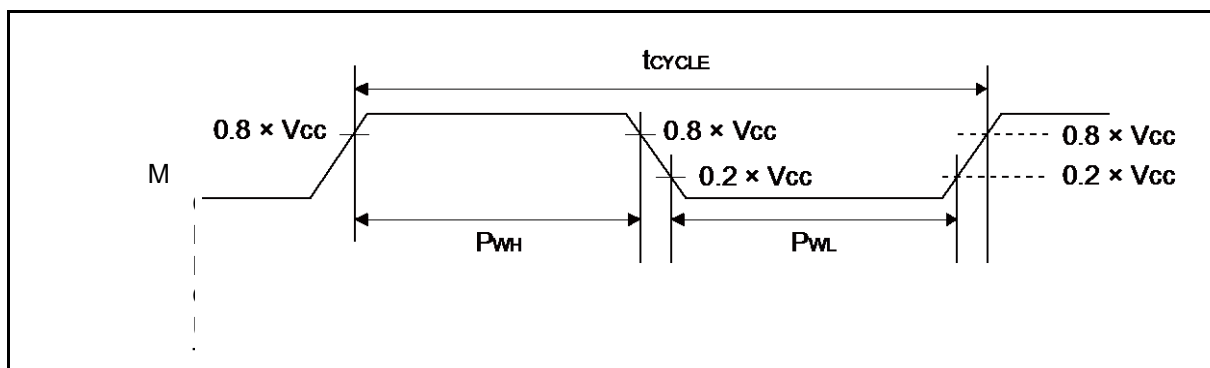 tCYCLE
0.8 × Vcc
0.8 × Vcc
0.8 × Vcc
M
0.2 × Vcc
0.2 × Vcc
PWH
PWL